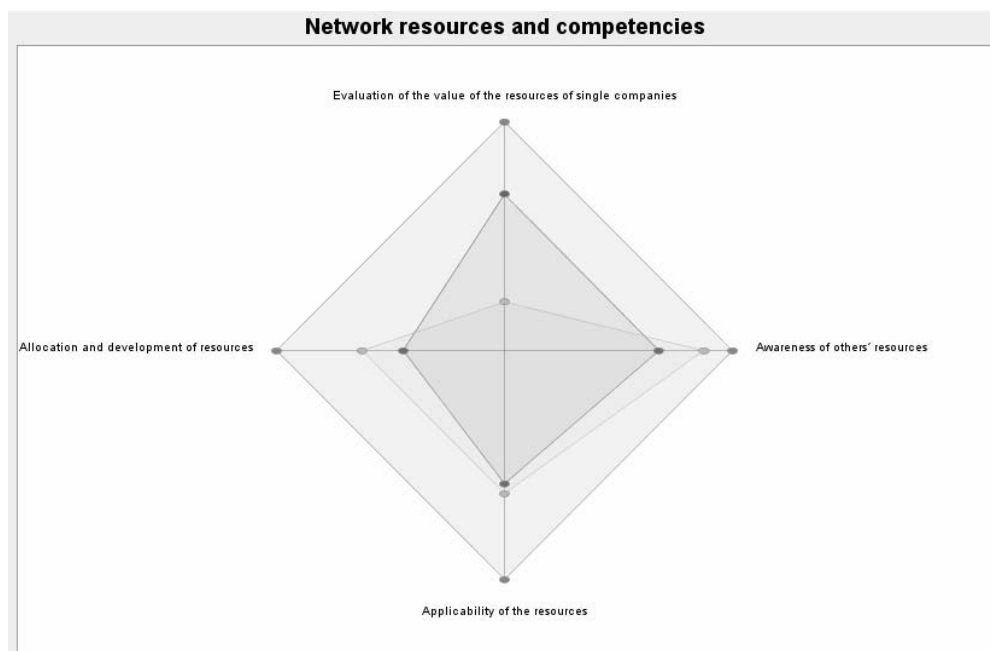 Network resources and competencies
Evaluation of the value of the resources of single companies
Allocation and development of resources
Awareness of others´ resources
Applicability of the resources